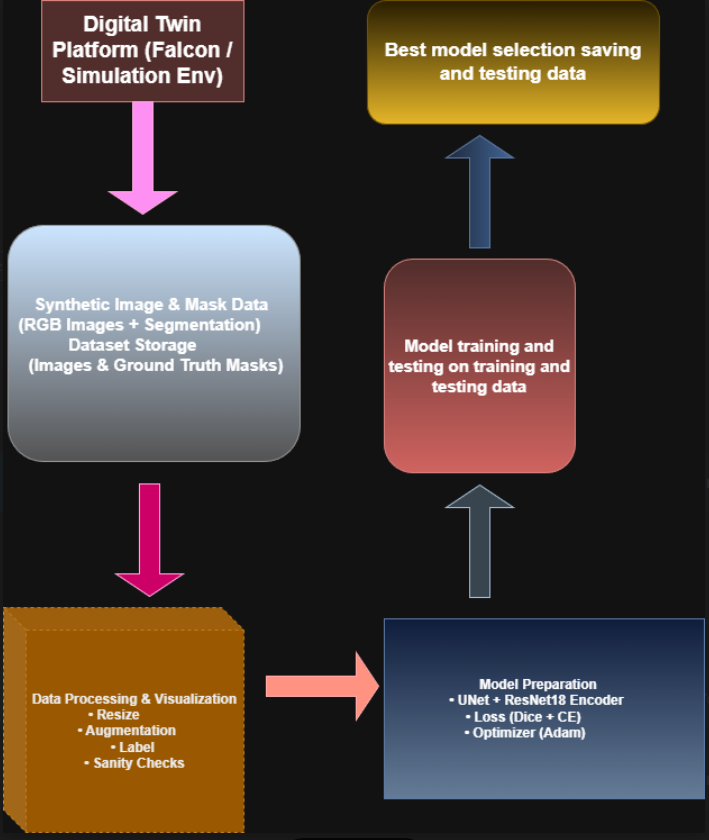 Digital Twin
Platform (Falcon /
Simulation Env)
Synthetic Image & Mask Data
(RGB Images + Segmentation)
Dataset Storage
(Images & Ground Truth Masks)
Data Processing & Visualization
• Resize
• Augmentation
• Label
• Sanity Checks
Model Preparation
• UNet + ResNet18 Encoder
• Loss (Dice + CE)
• Optimizer (Adam)
Model training and
testing on training and
testing data
Best model selection saving
and testing data